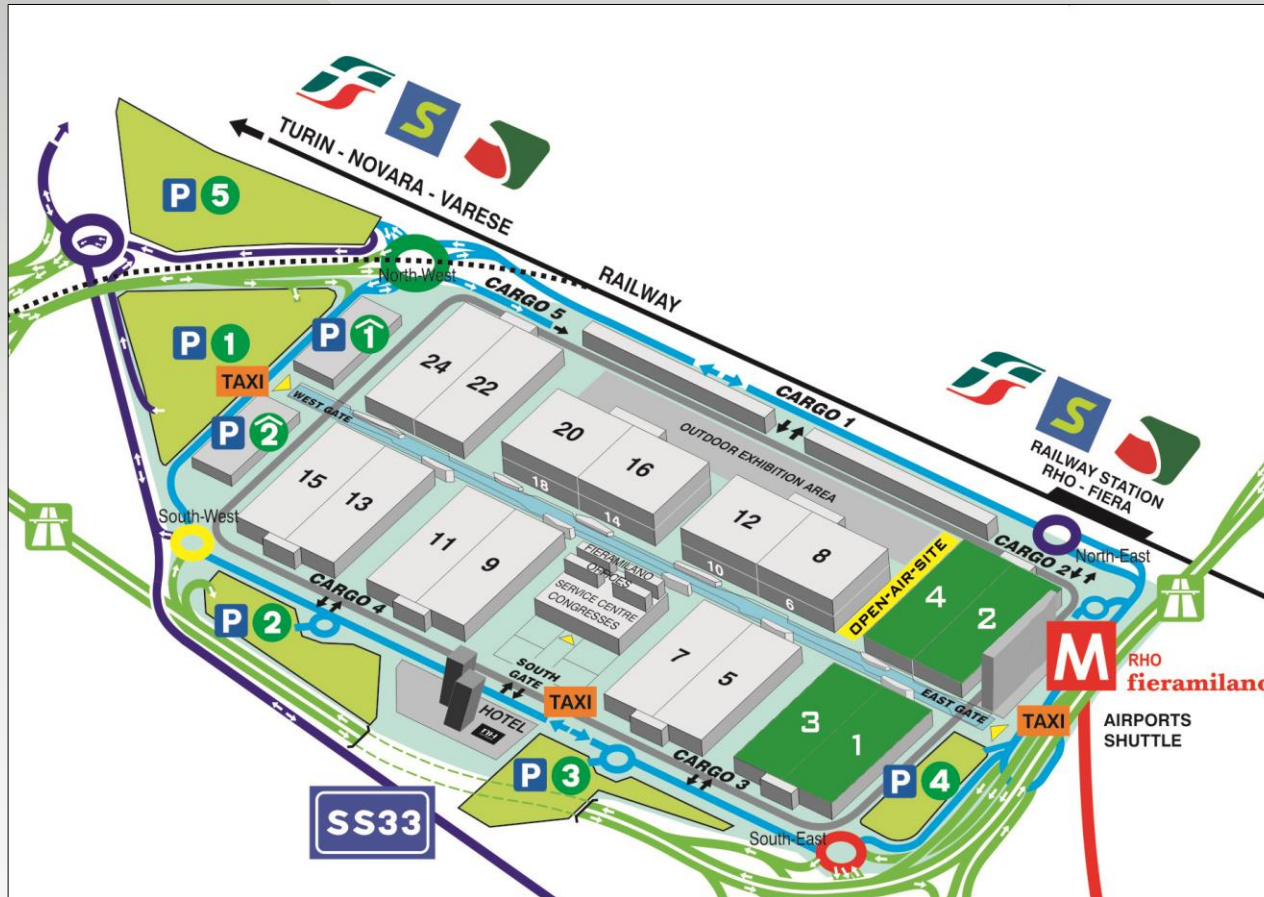 TURIN - NOVARA - VARESE
P 5
North-West
RAILWAY
CARGO 5
P 1
P 1
TAXI
WEST GATE
P 2
24
22
CARGO 1
RAILWAY STATION
RHO - FIERA
OUTDOOR EXHIBITION AREA
20
16
18
14
15
13
12
8
10
6
North-East
CARGO 2
OPEN-AIR-SITE
4
2
South-West
11
9
FIERAMILANO
OFFICES
SERVICE CENTRE
CONGRESSES
CARGO 4
P 2
7
5
M
RHO
fieramilano
SOUTH
GATE
EAST GATE
TAXI
AIRPORTS
SHUTTLE
HOTEL
nh
TAXI
3
1
CARGO 3
P 3
P 4
SS33
South-East